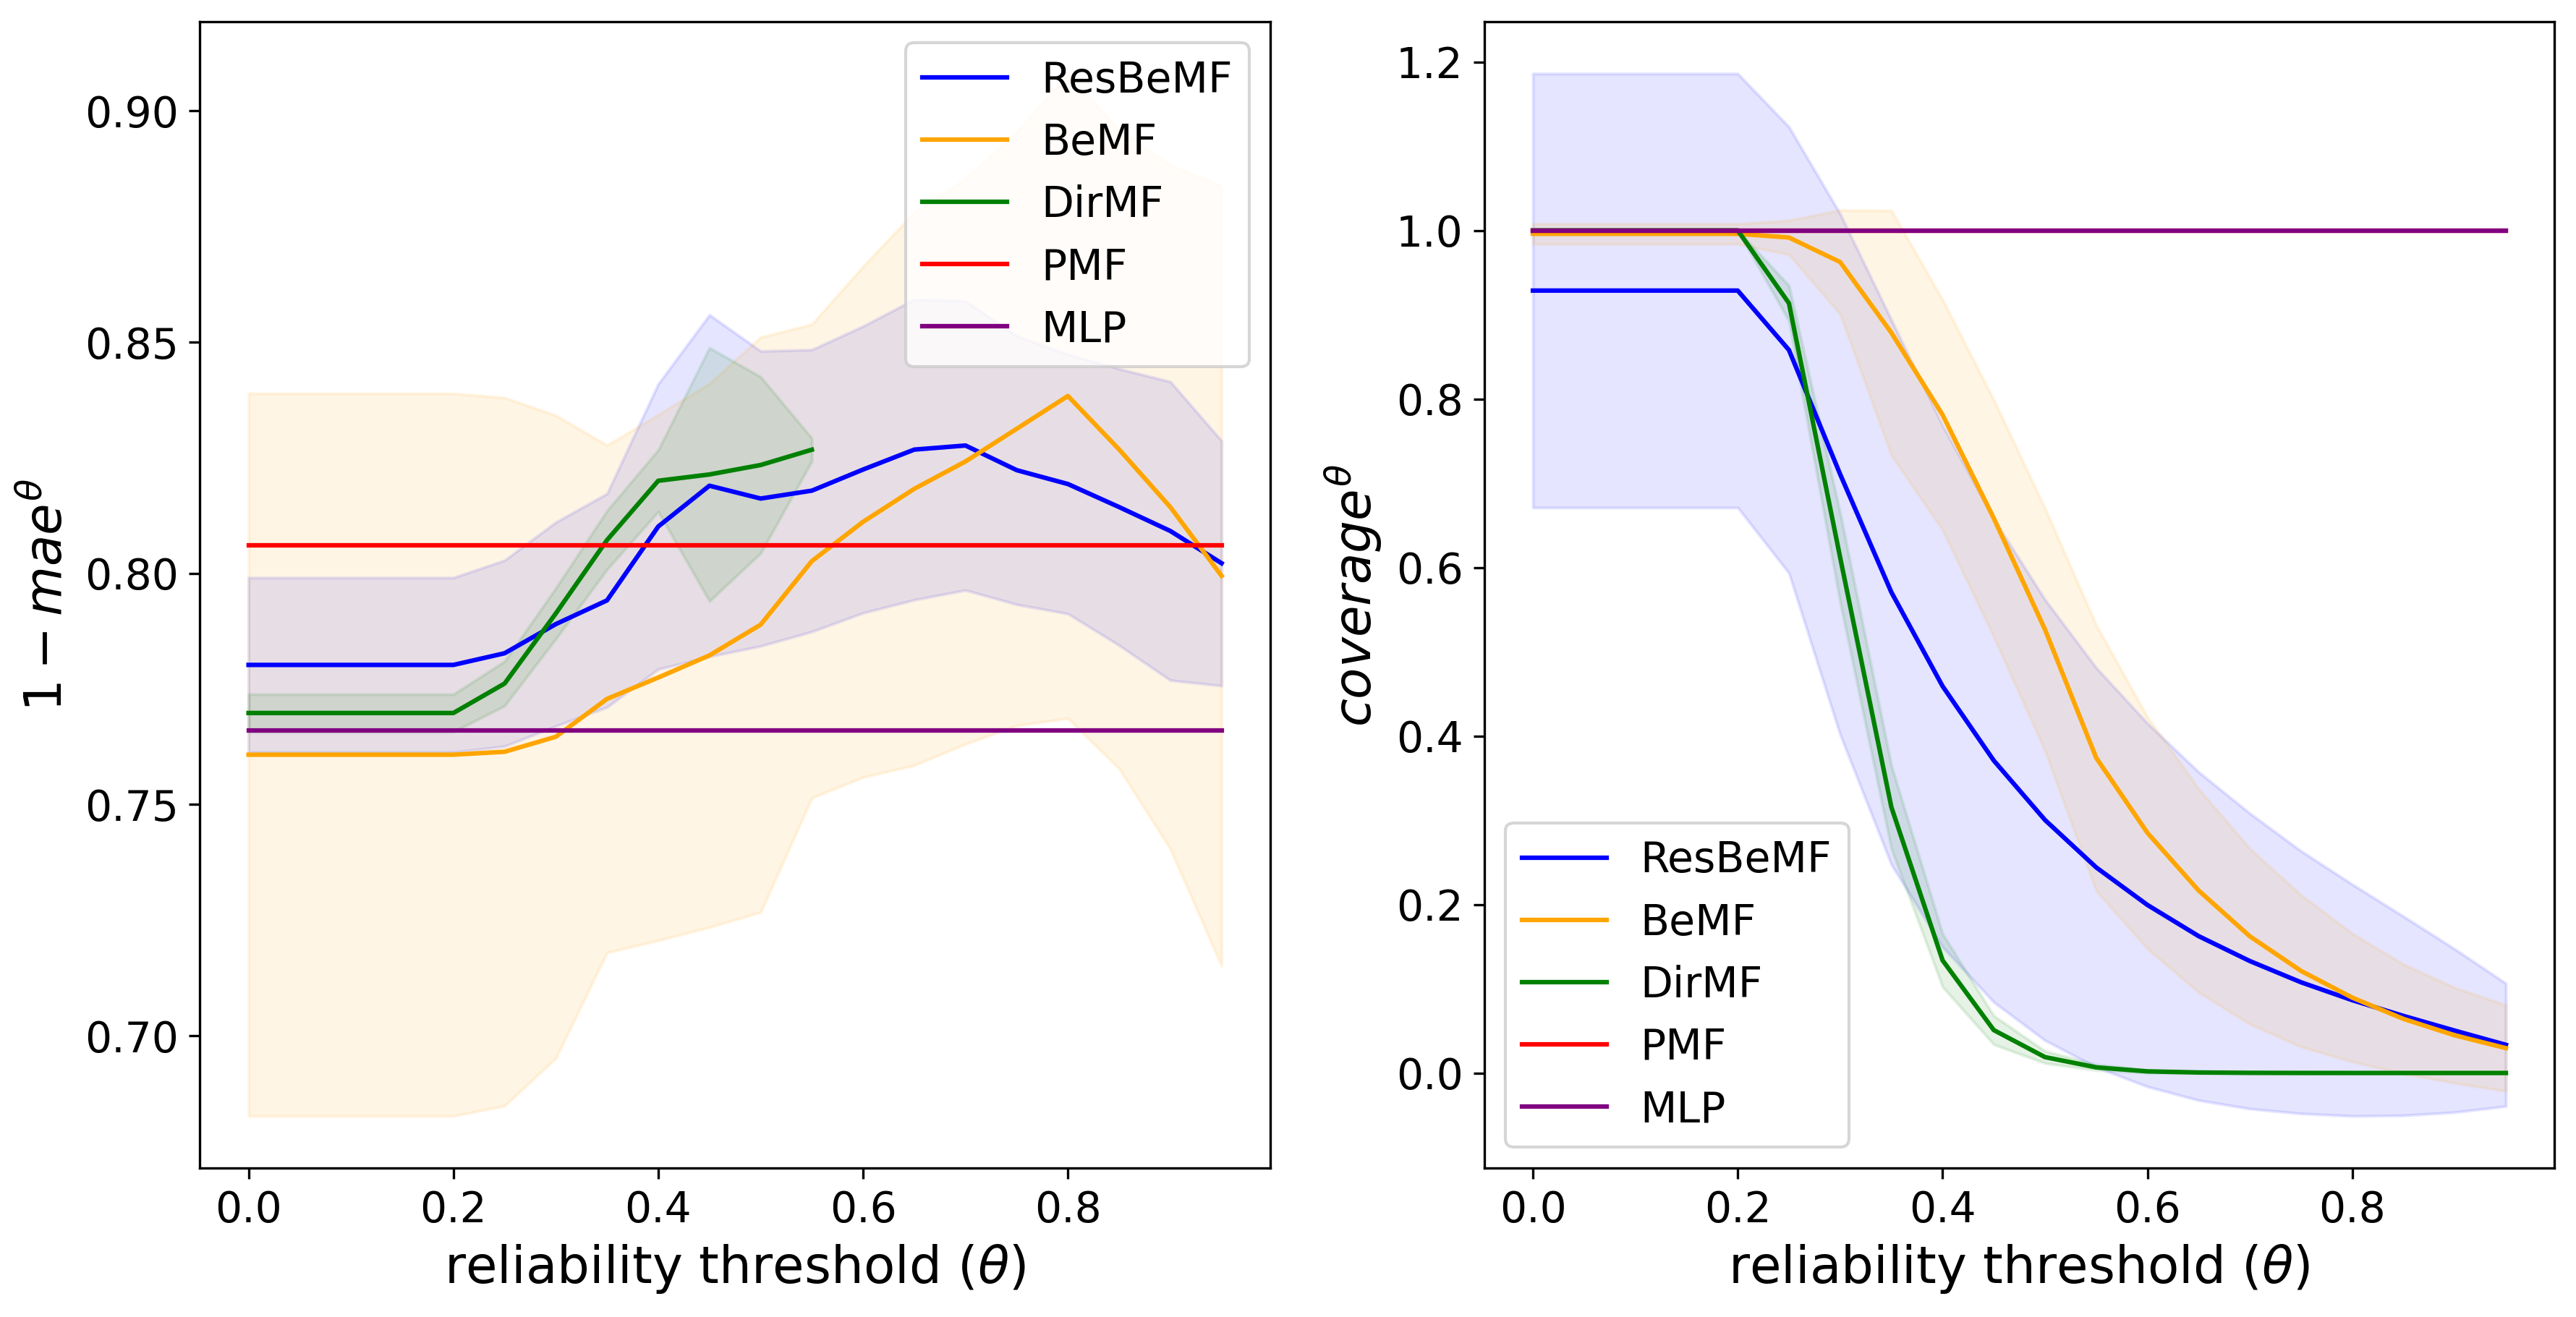 1 − mae^θ
0.90
0.85
0.80
0.75
0.70
ResBeMF
BeMF
DirMF
PMF
MLP
0.0 0.2 0.4 0.6 0.8
reliability threshold (θ)
coverage^θ
1.2
1.0
0.8
0.6
0.4
0.2
0.0
ResBeMF
BeMF
DirMF
PMF
MLP
0.0 0.2 0.4 0.6 0.8
reliability threshold (θ)